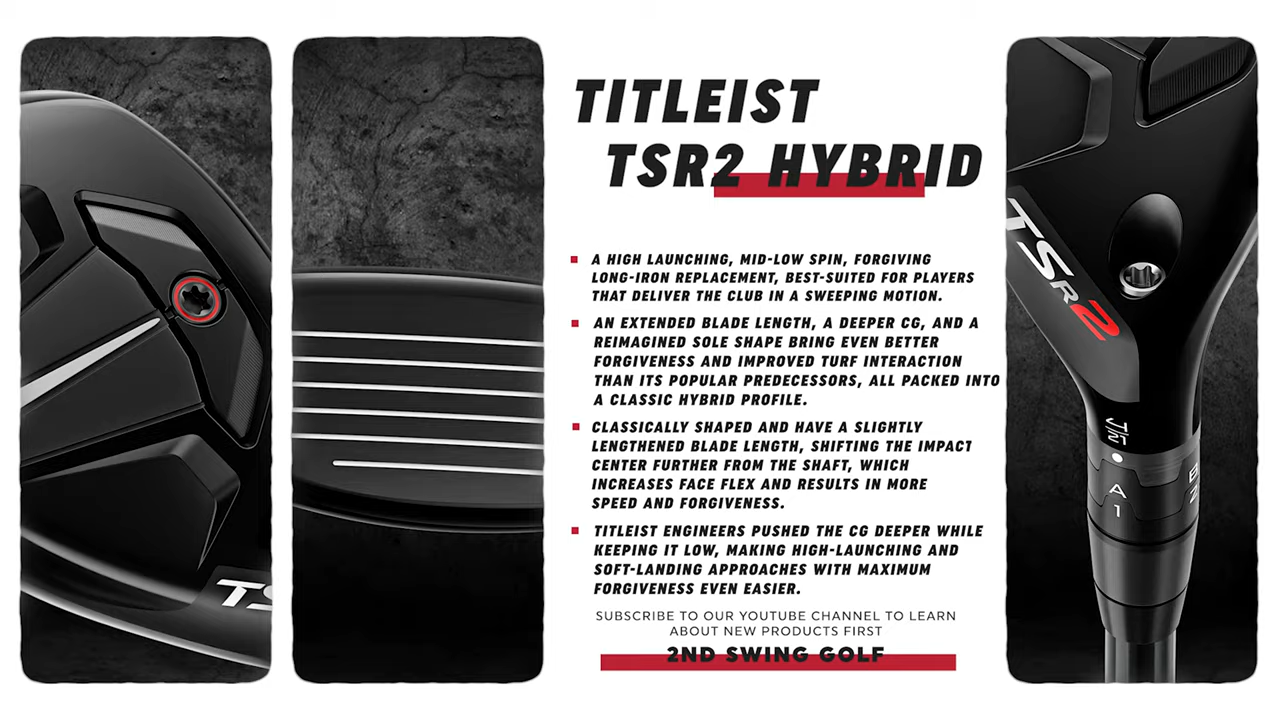 TITLEIST
TSR2 HYBRID
A HIGH LAUNCHING, MID-LOW SPIN, FORGIVING
LONG-IRON REPLACEMENT, BEST-SUITED FOR PLAYERS
THAT DELIVER THE CLUB IN A SWEEPING MOTION.
AN EXTENDED BLADE LENGTH, A DEEPER CG, AND A
REIMAGINED SOLE SHAPE BRING EVEN BETTER
FORGIVENESS AND IMPROVED TURF INTERACTION
THAN ITS POPULAR PREDECESSORS, ALL PACKED INTO
A CLASSIC HYBRID PROFILE.
CLASSICALLY SHAPED AND HAVE A SLIGHTLY
LENGTHENED BLADE LENGTH, SHIFTING THE IMPACT
CENTER FURTHER FROM THE SHAFT, WHICH
INCREASES FACE FLEX AND RESULTS IN MORE
SPEED AND FORGIVENESS.
TITLEIST ENGINEERS PUSHED THE CG DEEPER WHILE
KEEPING IT LOW, MAKING HIGH-LAUNCHING AND
SOFT-LANDING APPROACHES WITH MAXIMUM
FORGIVENESS EVEN EASIER.
SUBSCRIBE TO OUR YOUTUBE CHANNEL TO LEARN
ABOUT NEW PRODUCTS FIRST
2ND SWING GOLF
TS
TSR2
21
A
1
B
2